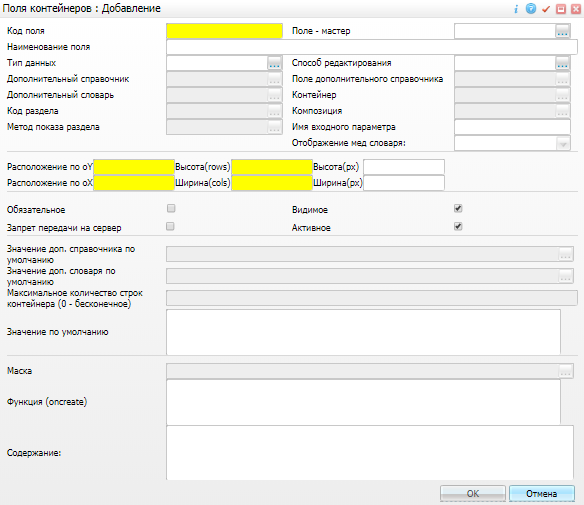 Поля контейнеров : Добавление
Код поля Поле - мастер ...
Наименование поля
Тип данных ... Способ редактирования ...
Дополнительный справочник ... Поле дополнительного справочника ...
Дополнительный словарь ... Контейнер ...
Код раздела ... Композиция ...
Метод показа раздела ... Имя входного параметра
Отображение мед словаря:
Расположение по oY Высота(rows) Высота(px)
Расположение по oX Ширина(cols) Ширина(px)
Обязательное Видимое
Запрет передачи на сервер Активное
Значение доп. справочника по
умолчанию ...
Значение доп. словаря по
умолчанию ...
Максимальное количество строк
контейнера (0 - бесконечное)
Значение по умолчанию
Маска ...
Функция (oncreate)
Содержание:
OK Отмена